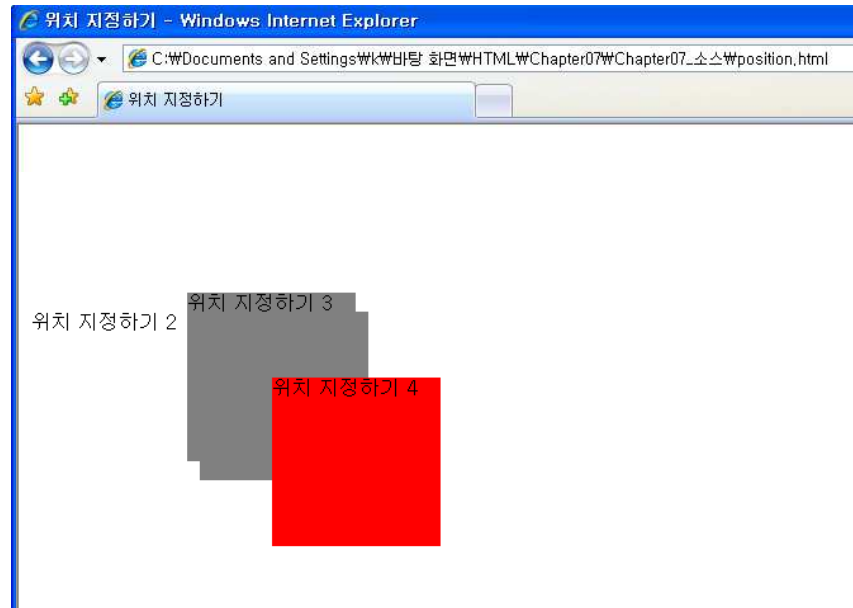 위치 지정하기 - Windows Internet Explorer
C:₩Documents and Settings₩k₩바탕 화면₩HTML₩Chapter07₩Chapter07_소스₩position.html
위치 지정하기
위치 지정하기 3
위치 지정하기 2
위치 지정하기 4